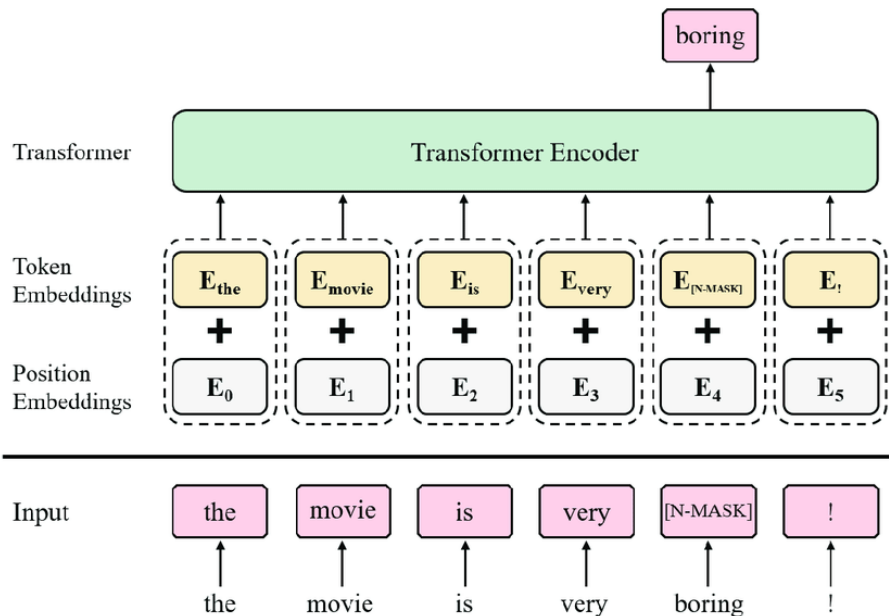 boring
Transformer
Transformer Encoder
Token
Embeddings
E_the E_movie E_is E_very E_[N-MASK] E_!
+ + + + + +
Position
Embeddings
E_0 E_1 E_2 E_3 E_4 E_5
Input
the movie is very [N-MASK] !
the movie is very boring !